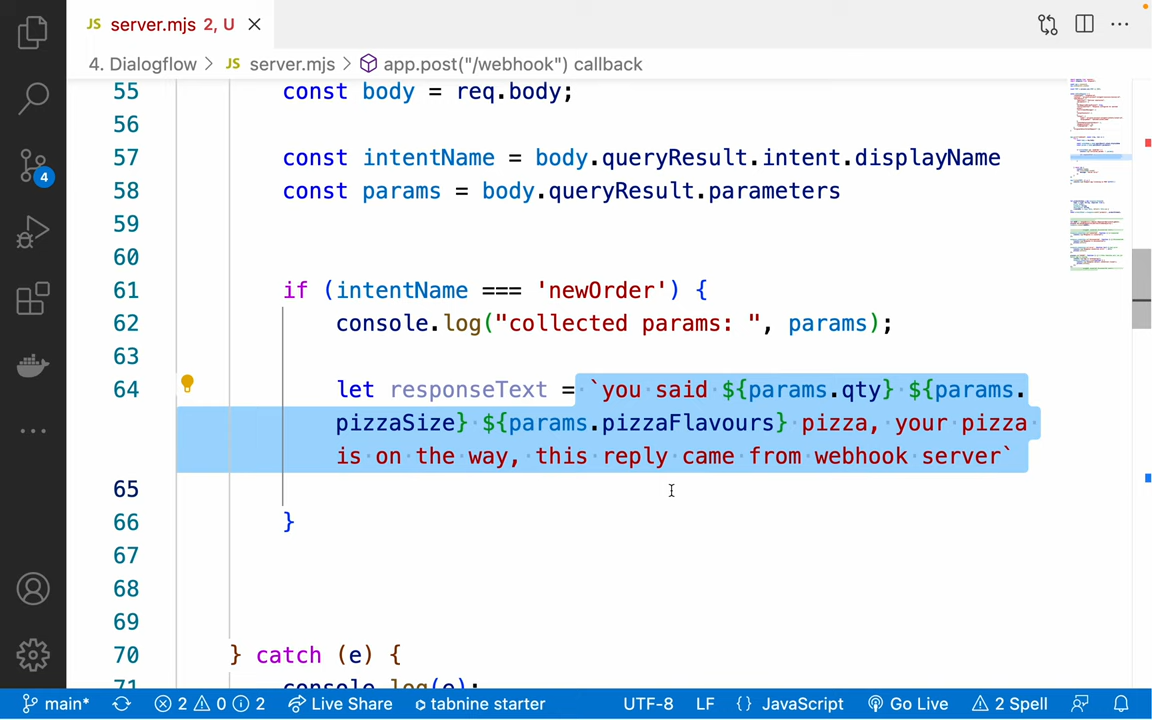 JS server.mjs 2, U
4. Dialogflow > JS server.mjs > app.post("/webhook") callback
55 const body = req.body;
56
57 const intentName = body.queryResult.intent.displayName
58 const params = body.queryResult.parameters
59
60
61 if (intentName === 'newOrder') {
62 console.log("collected params: ", params);
63
64 let responseText = `you said ${params.qty} ${params.
pizzaSize} ${params.pizzaFlavours} pizza, your pizza
is on the way, this reply came from webhook server`
65
66 }
67
68
69
70 } catch (e) {
71 console.log(e);
4
main* 2 0 2 Live Share tabnine starter UTF-8 LF {} JavaScript Go Live 2 Spell